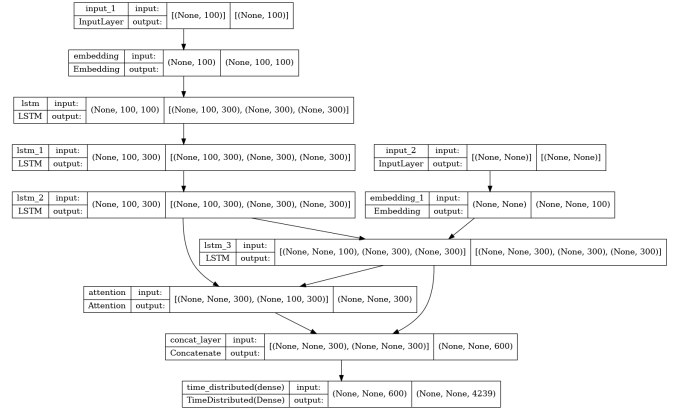 input_1 input: [(None, 100)] [(None, 100)]
InputLayer output:
embedding input: (None, 100) (None, 100, 100)
Embedding output:
lstm input: (None, 100, 100) [(None, 100, 300), (None, 300), (None, 300)]
LSTM output:
lstm_1 input: (None, 100, 300) [(None, 100, 300), (None, 300), (None, 300)]
LSTM output:
input_2 input: [(None, None)] [(None, None)]
InputLayer output:
lstm_2 input: (None, 100, 300) [(None, 100, 300), (None, 300), (None, 300)]
LSTM output:
embedding_1 input: (None, None) (None, None, 100)
Embedding output:
lstm_3 input: [(None, None, 100), (None, 300), (None, 300)] [(None, None, 300), (None, 300), (None, 300)]
LSTM output:
attention input: [(None, None, 300), (None, 100, 300)] (None, None, 300)
Attention output:
concat_layer input: [(None, None, 300), (None, None, 300)] (None, None, 600)
Concatenate output:
time_distributed(dense) input: (None, None, 600) (None, None, 4239)
TimeDistributed(Dense) output: